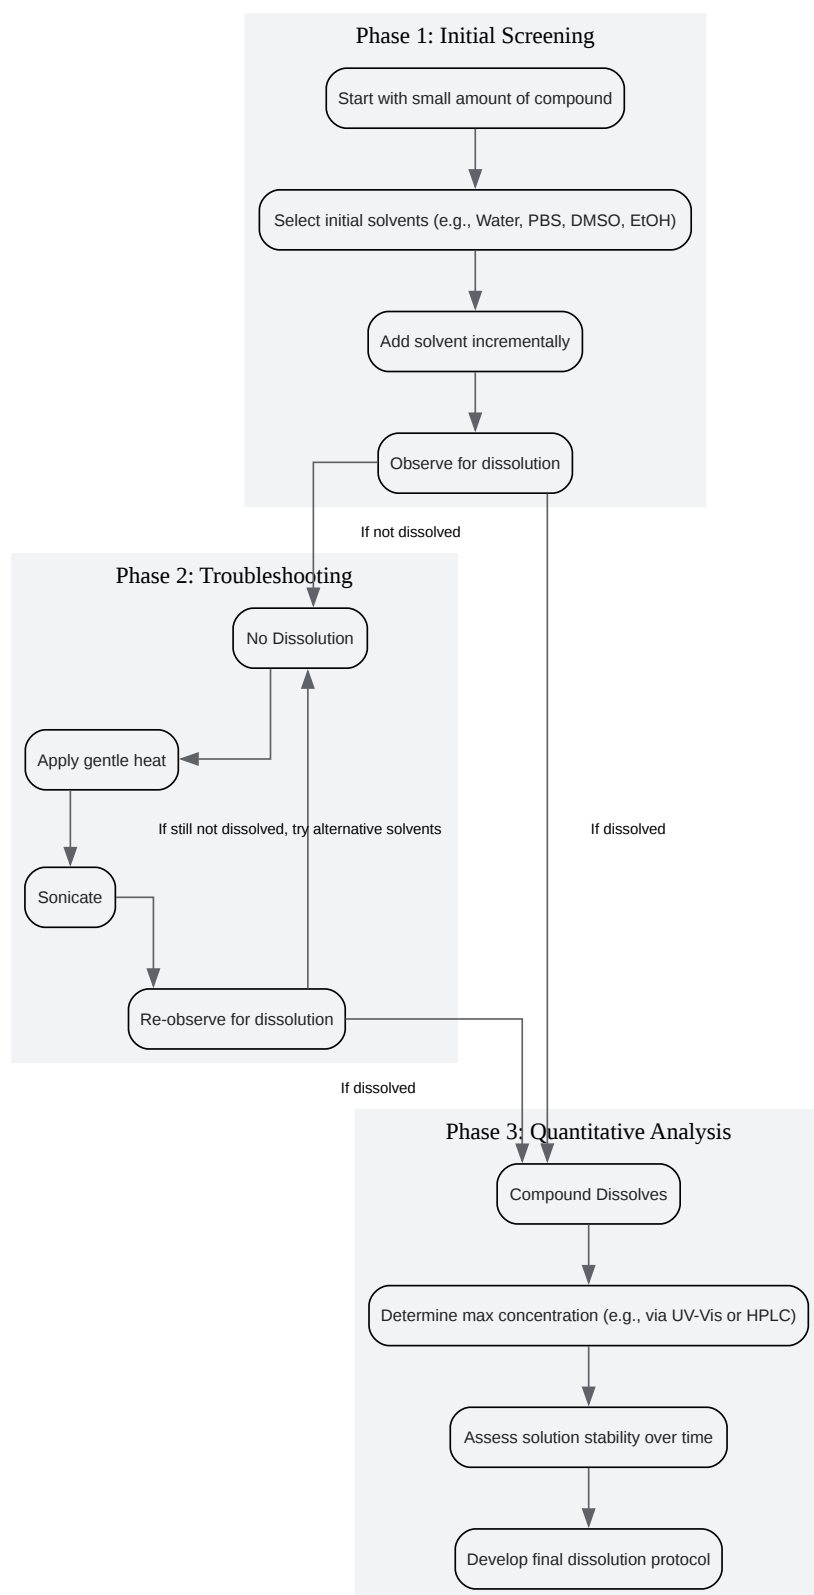 Phase 1: Initial Screening
Start with small amount of compound
Select initial solvents (e.g., Water, PBS, DMSO, EtOH)
Add solvent incrementally
Observe for dissolution
If not dissolved
Phase 2: Troubleshooting
No Dissolution
Apply gentle heat
If still not dissolved, try alternative solvents
If dissolved
Sonicate
Re-observe for dissolution
If dissolved
Phase 3: Quantitative Analysis
Compound Dissolves
Determine max concentration (e.g., via UV-Vis or HPLC)
Assess solution stability over time
Develop final dissolution protocol